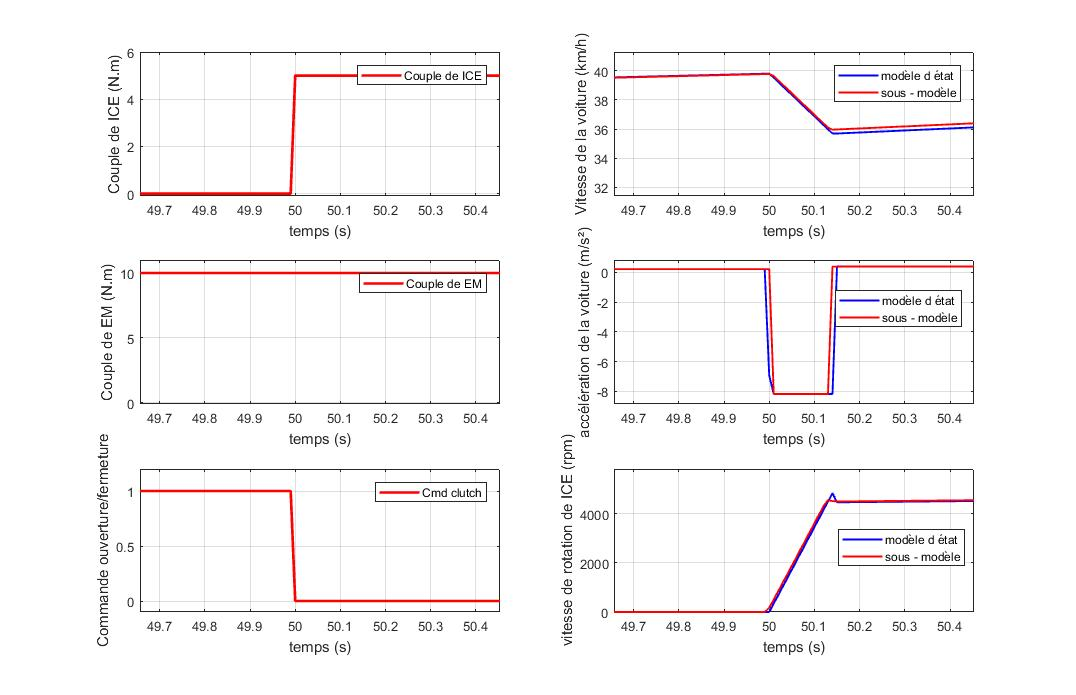 Couple de ICE (N.m)
6
4
2
0
Couple de ICE
49.7 49.8 49.9 50 50.1 50.2 50.3 50.4
temps (s)
Vitesse de la voiture (km/h)
40
38
36
34
32
modèle d état
sous - modèle
49.7 49.8 49.9 50 50.1 50.2 50.3 50.4
temps (s)
Couple de EM (N.m)
10
5
0
Couple de EM
49.7 49.8 49.9 50 50.1 50.2 50.3 50.4
temps (s)
accélération de la voiture (m/s²)
0
-2
-4
-6
-8
modèle d état
sous - modèle
49.7 49.8 49.9 50 50.1 50.2 50.3 50.4
temps (s)
Commande ouverture/fermeture
1
0.5
0
Cmd clutch
49.7 49.8 49.9 50 50.1 50.2 50.3 50.4
temps (s)
vitesse de rotation de ICE (rpm)
4000
2000
0
modèle d état
sous - modèle
49.7 49.8 49.9 50 50.1 50.2 50.3 50.4
temps (s)